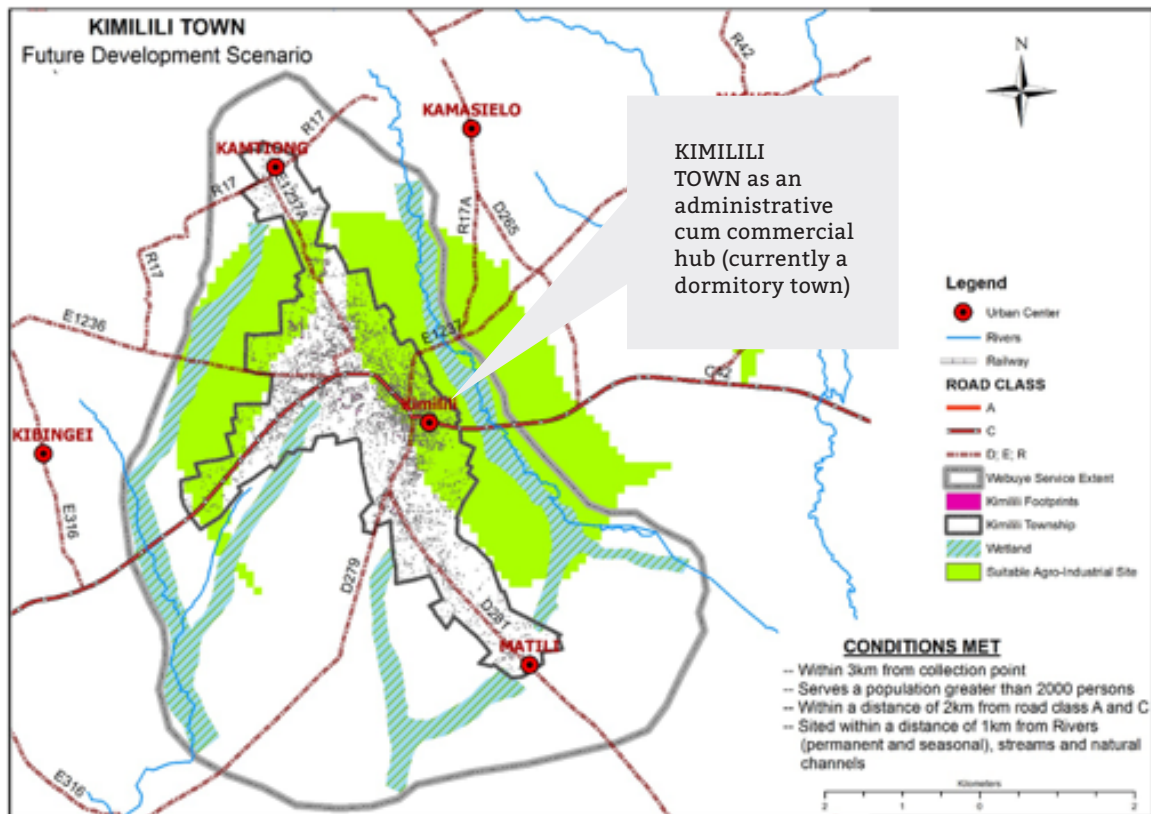 KIMILILI TOWN
Future Development Scenario
N
R42
KAMASIELO
R17
KAMTIONG
R17
E1237A
R17A
D265
R17
E1236
E1237
C42
Kimilili
KIBINGEI
E316
D279
D281
MATILI
E316
KIMILILI
TOWN as an
administrative
cum commercial
hub (currently a
dormitory town)
Legend
Urban Center
Rivers
Railway
ROAD CLASS
A
C
D; E; R
Webuye Service Extent
Kimilili Footprints
Kimilili Township
Wetland
Suitable Agro-Industrial Site
CONDITIONS MET
-- Within 3km from collection point
-- Serves a population greater than 2000 persons
-- Within a distance of 2km from road class A and C
-- Sited within a distance of 1km from Rivers
(permanent and seasonal), streams and natural
channels
Kilometers
2 1 0 2